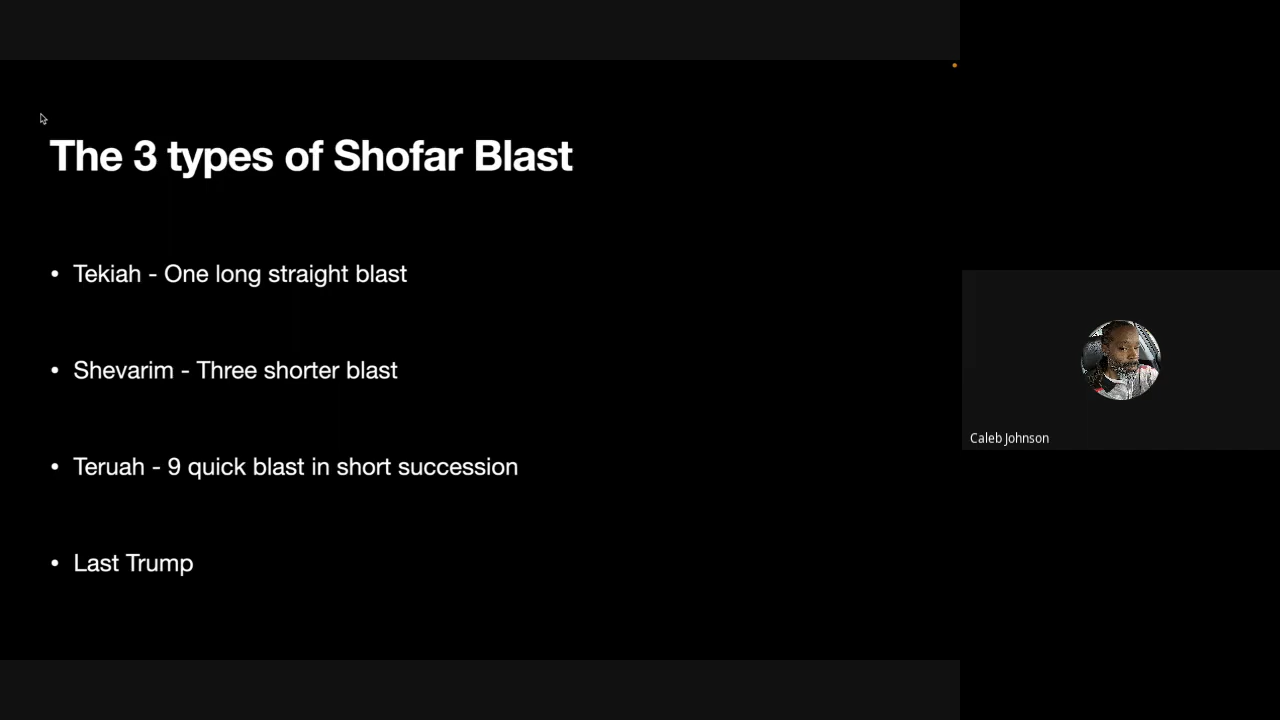 The 3 types of Shofar Blast
• Tekiah - One long straight blast
• Shevarim - Three shorter blast
• Teruah - 9 quick blast in short succession
• Last Trump
Caleb Johnson